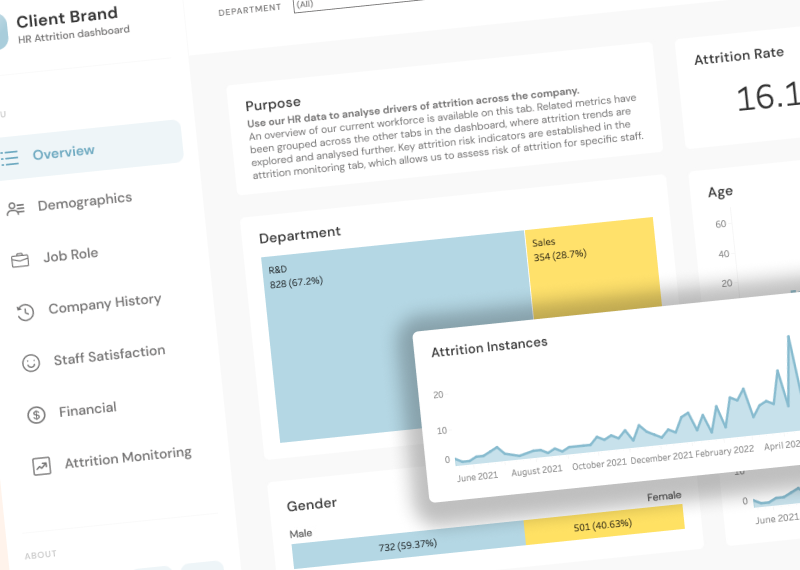 Client Brand
HR Attrition dashboard
DEPARTMENT
(All)
Overview
Demographics
Job Role
Company History
Staff Satisfaction
Financial
Attrition Monitoring
ABOUT
Purpose
Use our HR data to analyse drivers of attrition across the company.
An overview of our current workforce is available on this tab. Related metrics have
been grouped across the other tabs in the dashboard, where attrition trends are
explored and analysed further. Key attrition risk indicators are established in the
attrition monitoring tab, which allows us to assess risk of attrition for specific staff.
Attrition Rate
16.1
Department
R&D
828 (67.2%)
Sales
354 (28.7%)
Age
60
40
20
Attrition Instances
20
10
0
June 2021
August 2021
October 2021
December 2021
February 2022
April 202
Gender
Male
Female
732 (59.37%)
501 (40.63%)
10
0
June 2021